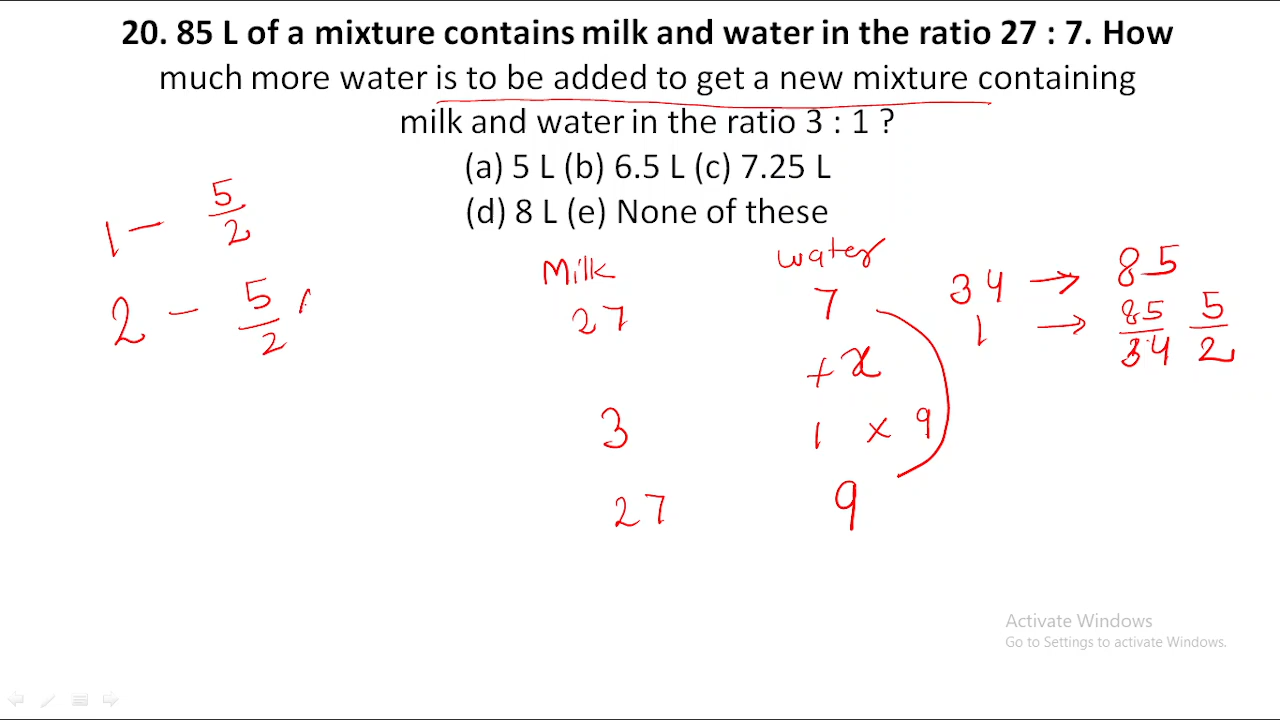 20. 85 L of a mixture contains milk and water in the ratio 27 : 7. How
much more water is to be added to get a new mixture containing
milk and water in the ratio 3 : 1 ?
(a) 5 L (b) 6.5 L (c) 7.25 L
(d) 8 L (e) None of these
1 - 5/2
2 - 5/2
Milk water
27 7
+ x
3 1 × 9
27 9
34 → 85
1 → 85/34 5/2
Activate Windows
Go to Settings to activate Windows.